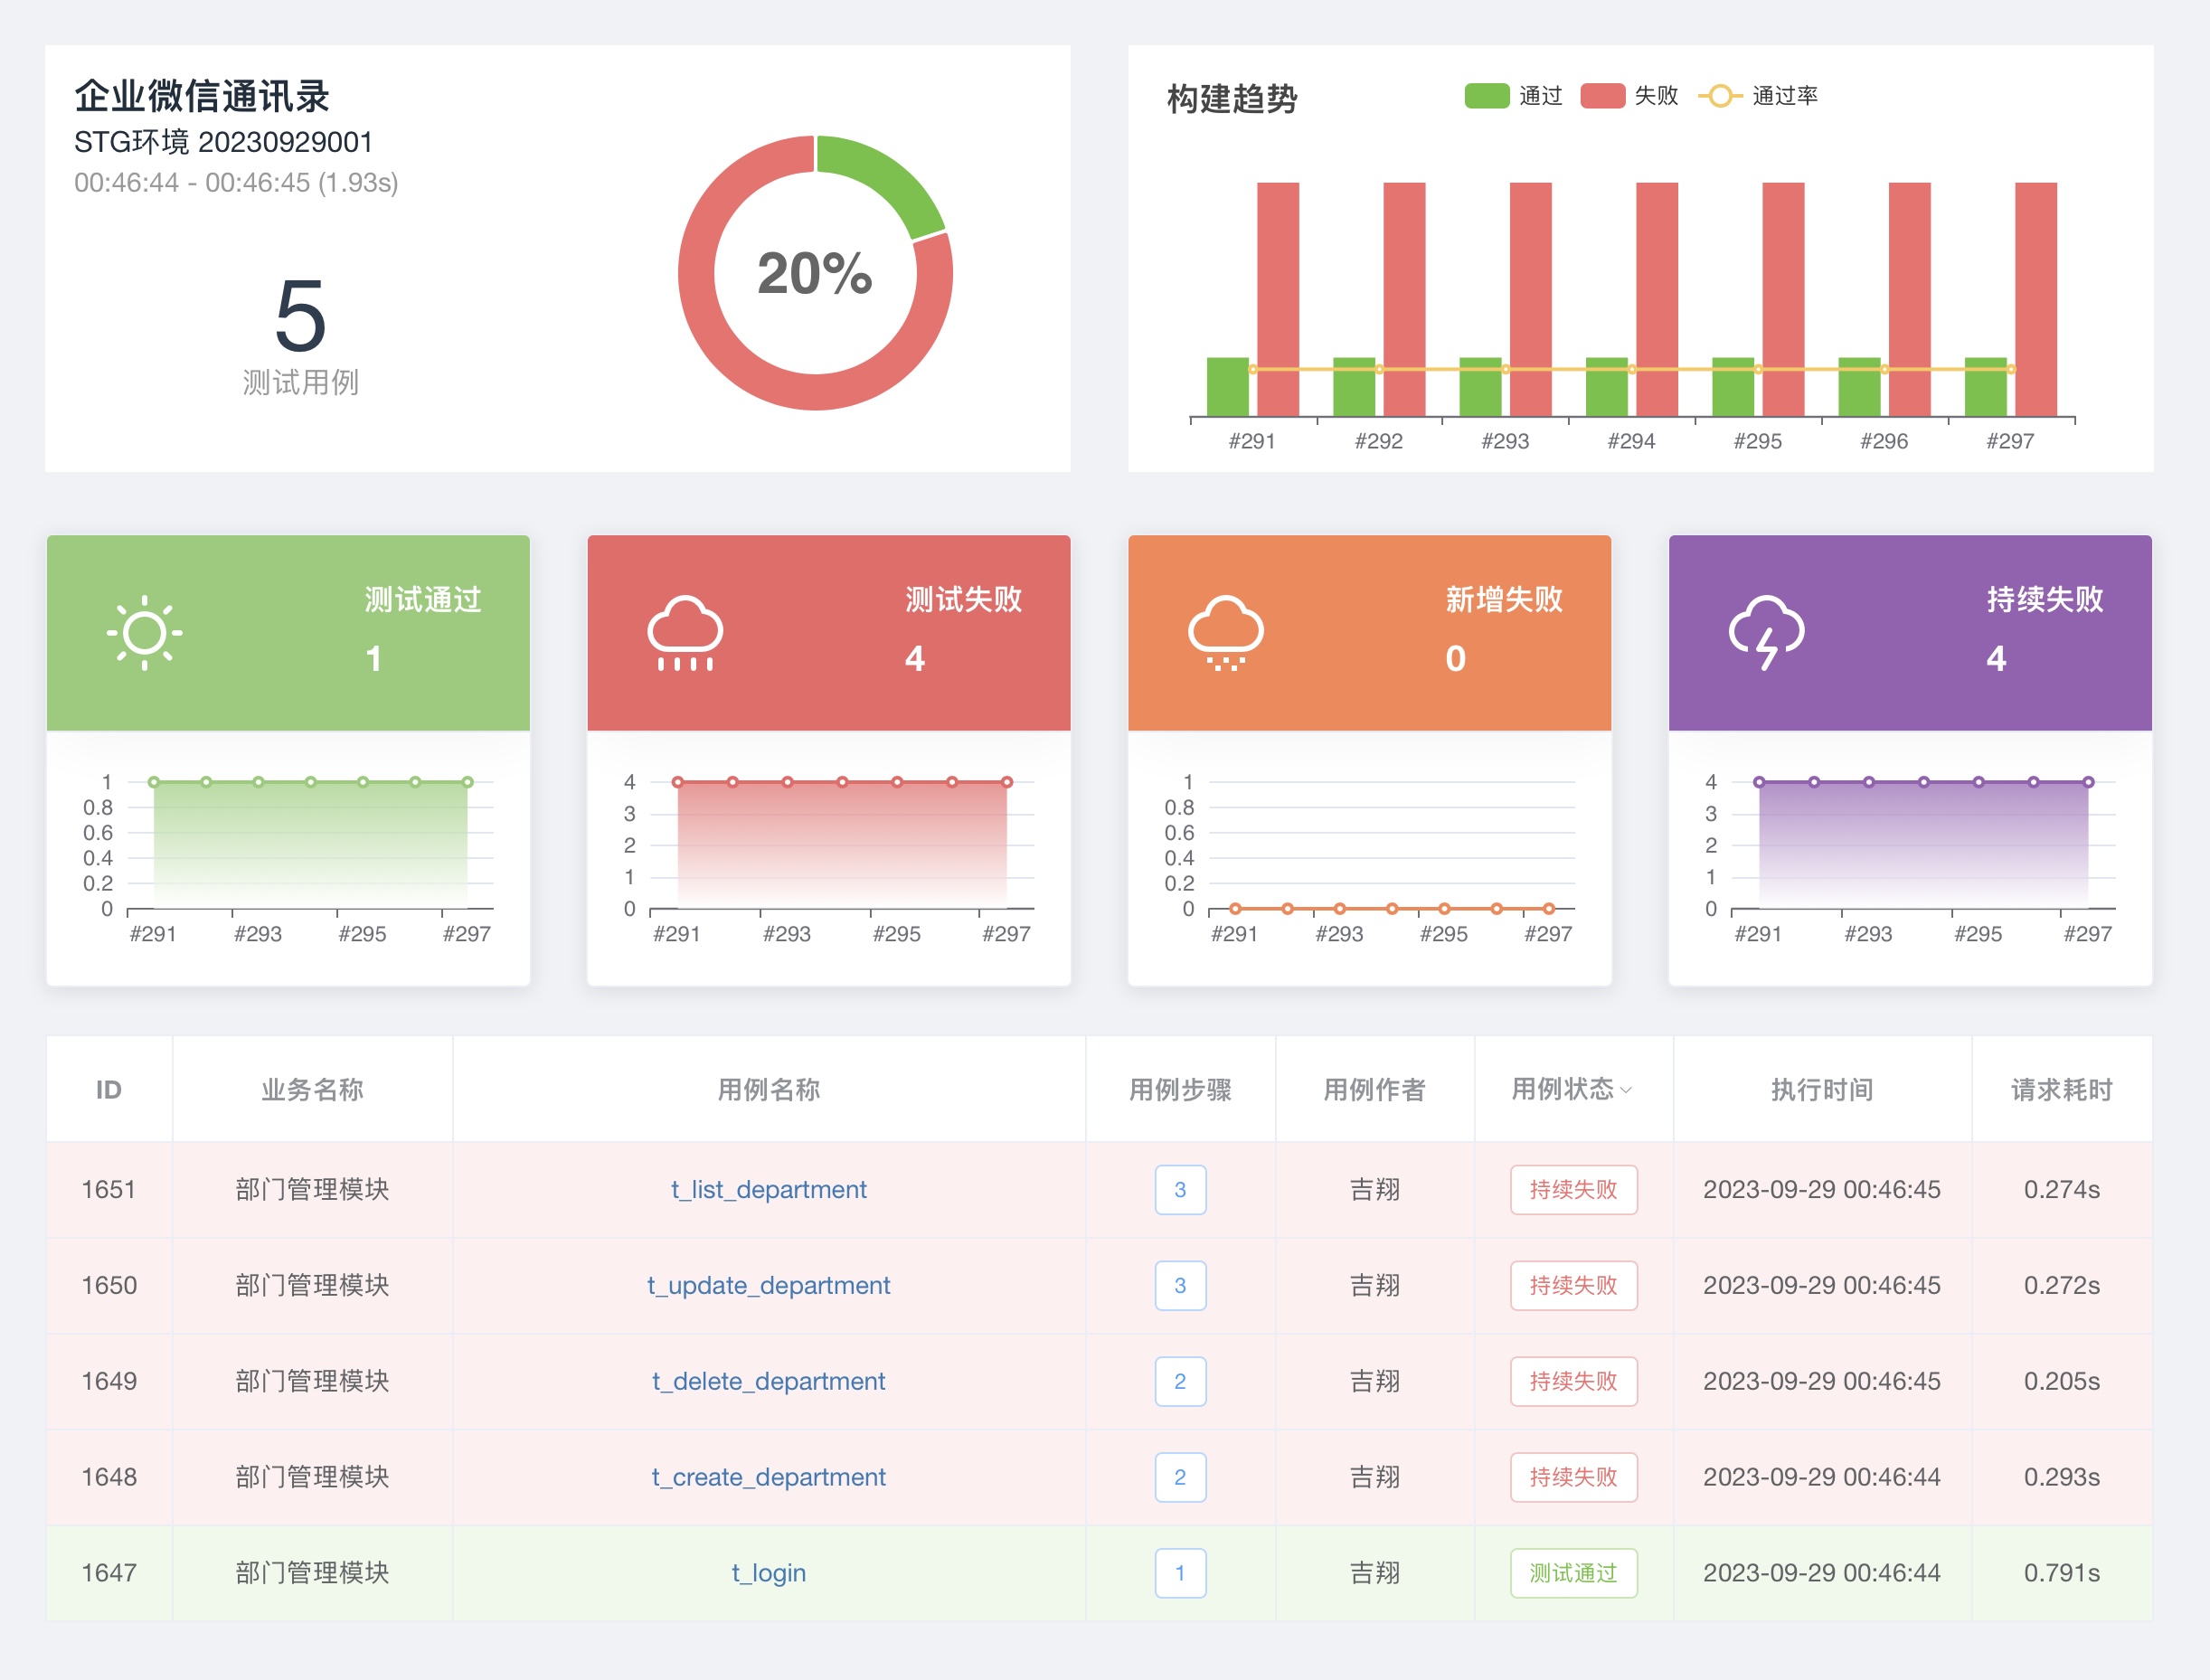 企业微信通讯录
STG环境 20230929001
00:46:44 - 00:46:45 (1.93s)
5
测试用例
20%
构建趋势
通过 失败 通过率
#291 #292 #293 #294 #295 #296 #297
测试通过
1
1
0.8
0.6
0.4
0.2
0
#291 #293 #295 #297
测试失败
4
4
3
2
1
0
#291 #293 #295 #297
新增失败
0
1
0.8
0.6
0.4
0.2
0
#291 #293 #295 #297
持续失败
4
4
3
2
1
0
#291 #293 #295 #297
ID 业务名称 用例名称 用例步骤 用例作者 用例状态 执行时间 请求耗时
1651 部门管理模块 t_list_department 3 吉翔 持续失败 2023-09-29 00:46:45 0.274s
1650 部门管理模块 t_update_department 3 吉翔 持续失败 2023-09-29 00:46:45 0.272s
1649 部门管理模块 t_delete_department 2 吉翔 持续失败 2023-09-29 00:46:45 0.205s
1648 部门管理模块 t_create_department 2 吉翔 持续失败 2023-09-29 00:46:44 0.293s
1647 部门管理模块 t_login 1 吉翔 测试通过 2023-09-29 00:46:44 0.791s